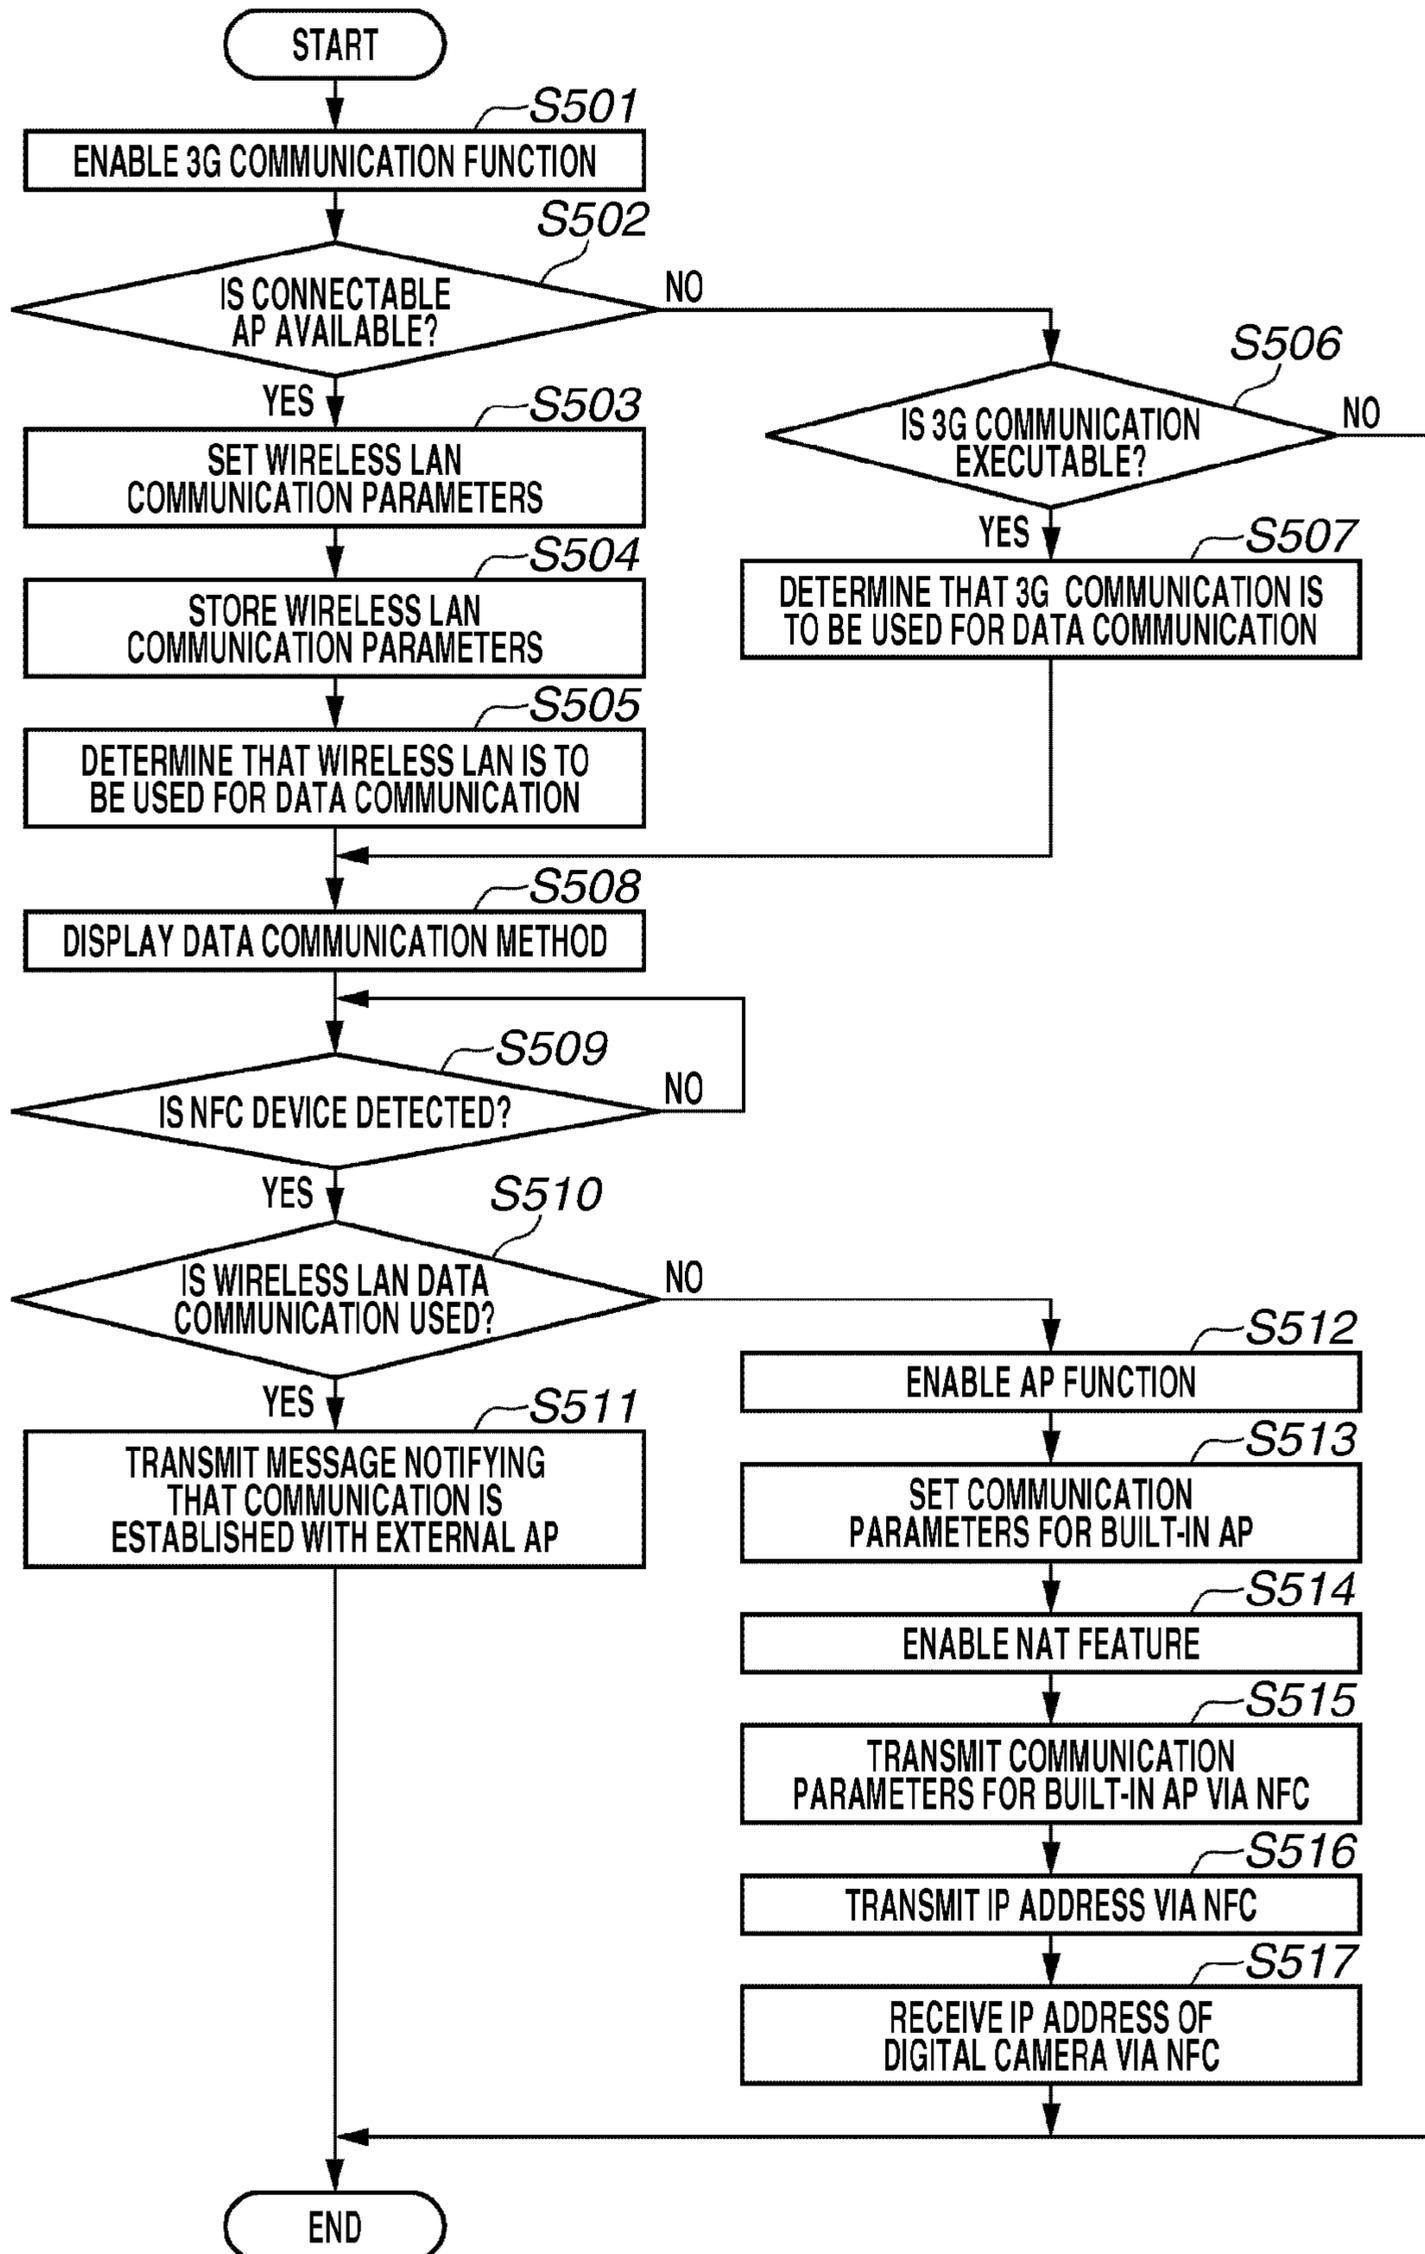 START
S501
ENABLE 3G COMMUNICATION FUNCTION
S502
IS CONNECTABLE
AP AVAILABLE?
NO
YES
S503
SET WIRELESS LAN
COMMUNICATION PARAMETERS
S504
STORE WIRELESS LAN
COMMUNICATION PARAMETERS
S505
DETERMINE THAT WIRELESS LAN IS TO
BE USED FOR DATA COMMUNICATION
S506
IS 3G COMMUNICATION
EXECUTABLE?
NO
YES
S507
DETERMINE THAT 3G COMMUNICATION IS
TO BE USED FOR DATA COMMUNICATION
S508
DISPLAY DATA COMMUNICATION METHOD
S509
IS NFC DEVICE DETECTED?
NO
YES
S510
IS WIRELESS LAN DATA
COMMUNICATION USED?
NO
YES
S511
TRANSMIT MESSAGE NOTIFYING
THAT COMMUNICATION IS
ESTABLISHED WITH EXTERNAL AP
S512
ENABLE AP FUNCTION
S513
SET COMMUNICATION
PARAMETERS FOR BUILT-IN AP
S514
ENABLE NAT FEATURE
S515
TRANSMIT COMMUNICATION
PARAMETERS FOR BUILT-IN AP VIA NFC
S516
TRANSMIT IP ADDRESS VIA NFC
S517
RECEIVE IP ADDRESS OF
DIGITAL CAMERA VIA NFC
END